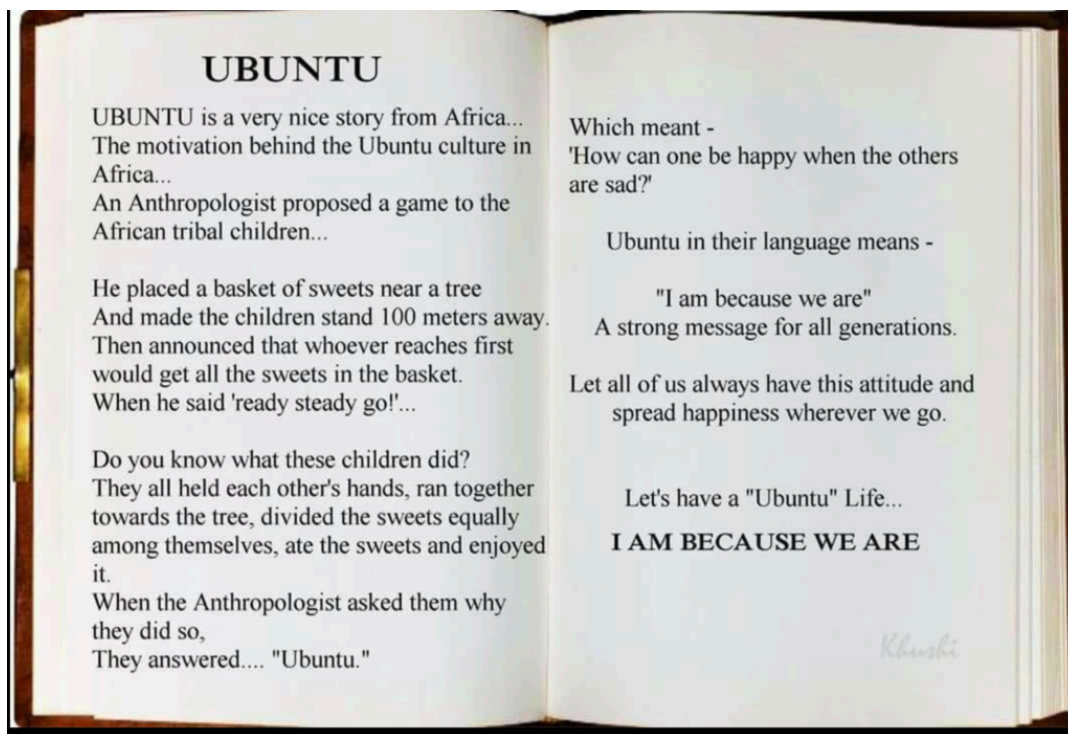 UBUNTU
UBUNTU is a very nice story from Africa...
The motivation behind the Ubuntu culture in
Africa...
An Anthropologist proposed a game to the
African tribal children...
He placed a basket of sweets near a tree
And made the children stand 100 meters away.
Then announced that whoever reaches first
would get all the sweets in the basket.
When he said 'ready steady go!'...
Do you know what these children did?
They all held each other's hands, ran together
towards the tree, divided the sweets equally
among themselves, ate the sweets and enjoyed
it.
When the Anthropologist asked them why
they did so,
They answered.... "Ubuntu."
Which meant -
'How can one be happy when the others
are sad?'
Ubuntu in their language means -
"I am because we are"
A strong message for all generations.
Let all of us always have this attitude and
spread happiness wherever we go.
Let's have a "Ubuntu" Life...
I AM BECAUSE WE ARE
Khushi